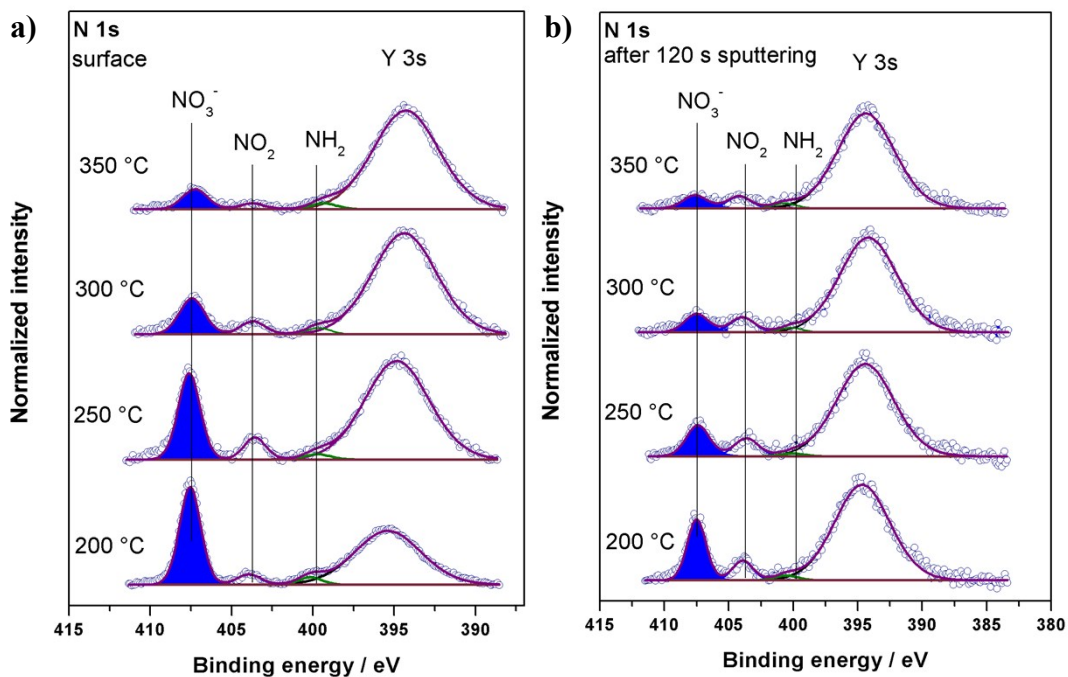 a)
N 1s
surface
Y 3s
NO3-
NO2
NH2
350 °C
300 °C
250 °C
200 °C
Normalized intensity
415 410 405 400 395 390
Binding energy / eV
b)
N 1s
after 120 s sputtering
Y 3s
NO3-
NO2
NH2
350 °C
300 °C
250 °C
200 °C
Normalized intensity
415 410 405 400 395 390 385 380
Binding energy / eV